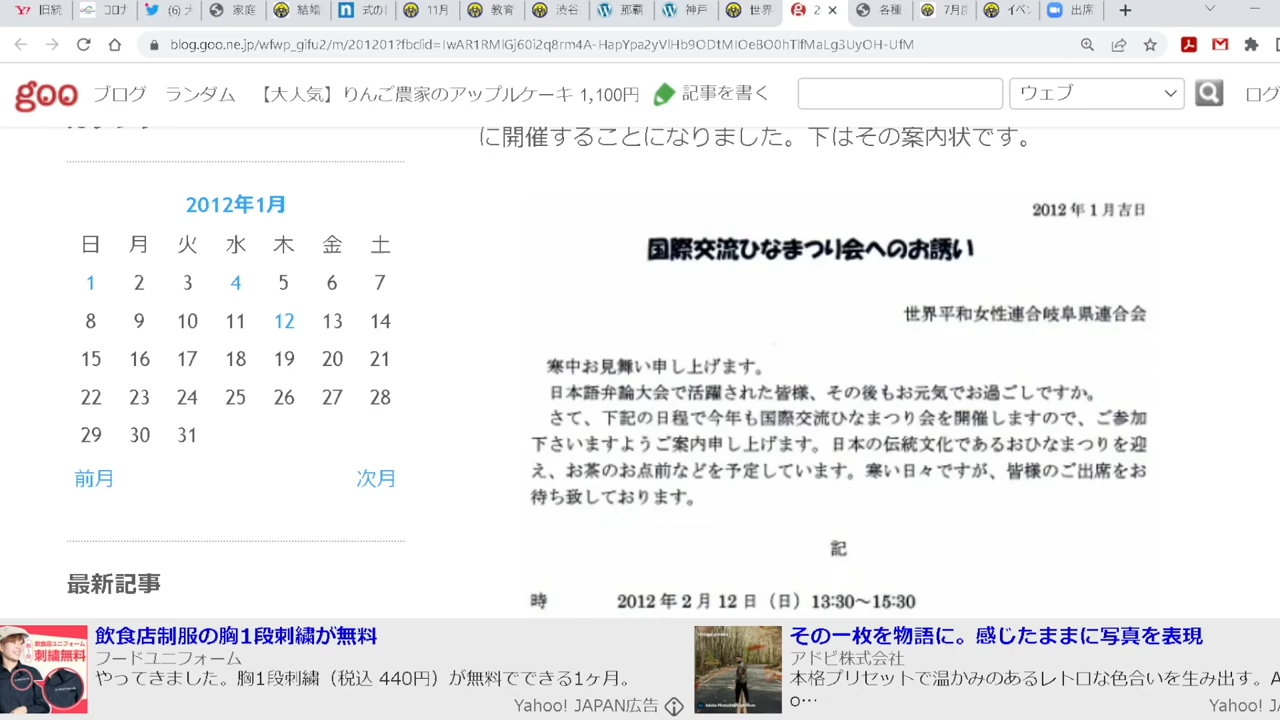 依頼
コロナ
(6) ナ
家庭
結婚
武の
11月
教育
渋谷
那覇
神戸
世界
2
各種
7月度
イベン
出席
blog.goo.ne.jp/wfwp_gifu2/m/201201?fbclid=IwAR1
goo ブログ ランダム 【大人気】りんご農家のアップルケーキ 1,100円 記事を書く ウェブ ログ
に開催することになりました。下はその案内状です。
2012年1月
日 月 火 水 木 金 土
1 2 3 4 5 6 7
8 9 10 11 12 13 14
15 16 17 18 19 20 21
22 23 24 25 26 27 28
29 30 31
前月 次月
最新記事
2012年1月吉日
国際交流ひなまつり会へのお誘い
世界平和女性連合岐阜県連合会
寒中お見舞い申し上げます。
日本語弁論大会で活躍された皆様、その後もお元気でお過ごしですか。
さて、下記の日程で今年も国際交流ひなまつり会を開催しますので、ご参加
下さいますようご案内申し上げます。日本の伝統文化であるおひなまつりを迎
え、お茶のお点前などを予定しています。寒い日々ですが、皆様のご出席をお
待ち致しております。
記
時 2012年2月12日（日）13:30～15:30
飲食店ユニフォーム
刺繍無料
飲食店制服の胸1段刺繍が無料
フードユニフォーム
やってきました。胸1段刺繍（税込 440円）が無料でできる1ヶ月。
Yahoo! JAPAN広告
その一枚を物語に。感じたままに写真を表現
アドビ株式会社
本格プリセットで温かみのあるレトロな色合いを生み出す。A
o…
Yahoo! J